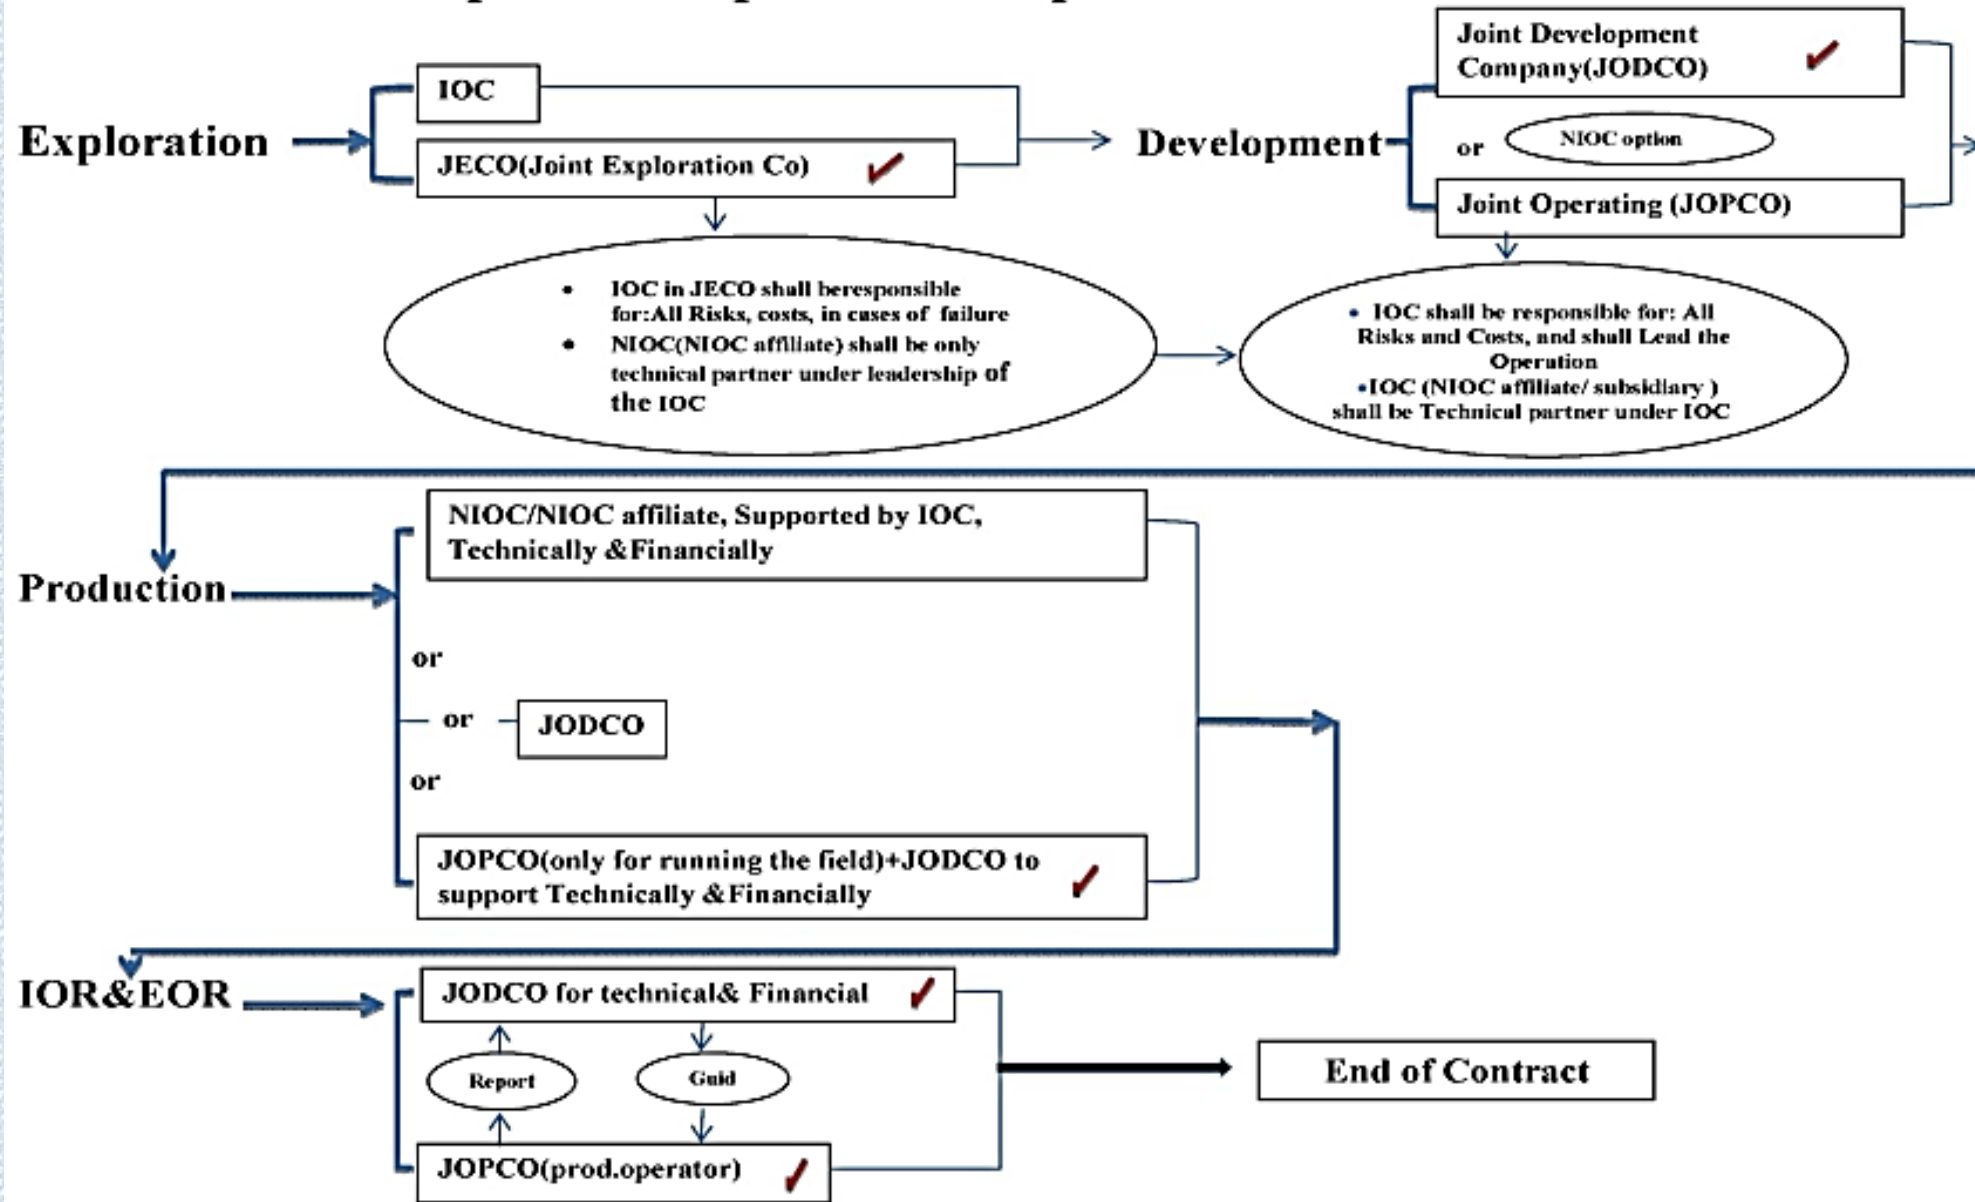 IOC
Exploration
JECO(Joint Exploration Co)
Development
Joint Development
Company(JODCO)
or
NIOC option
Joint Operating (JOPCO)
• IOC in JECO shall beresponsible
for:All Risks, costs, in cases of failure
• NIOC(NIOC affiliate) shall be only
technical partner under leadership of
the IOC
• IOC shall be responsible for: All
Risks and Costs, and shall Lead the
Operation
•IOC (NIOC affiliate/ subsidiary )
shall be Technical partner under IOC
Production
NIOC/NIOC affiliate, Supported by IOC,
Technically &Financially
or
or
JODCO
or
JOPCO(only for running the field)+JODCO to
support Technically &Financially
IOR&EOR
JODCO for technical& Financial
Report
Guid
JOPCO(prod.operator)
End of Contract